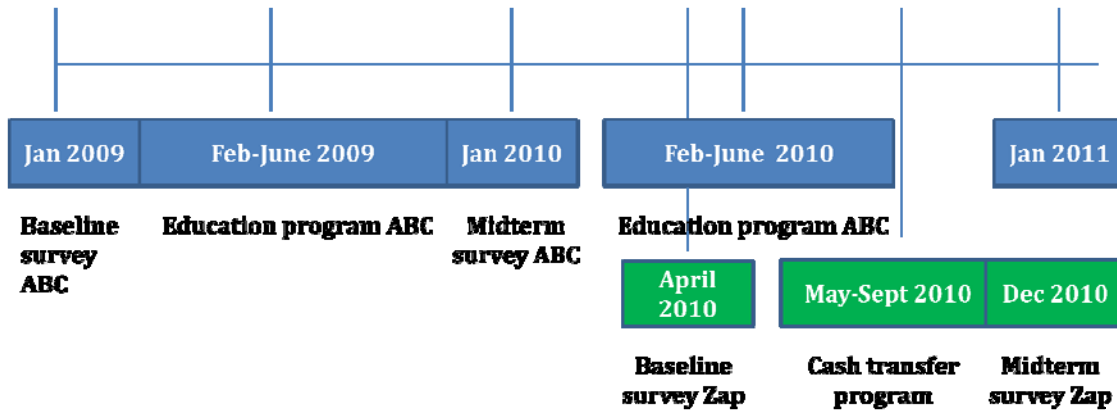 Jan 2009
Feb-June 2009
Jan 2010
Feb-June 2010
Jan 2011
Baseline
survey
ABC
Education program ABC
Midterm
survey ABC
Education program ABC
April
2010
May-Sept 2010
Dec 2010
Baseline
survey Zap
Cash transfer
program
Midterm
survey Zap